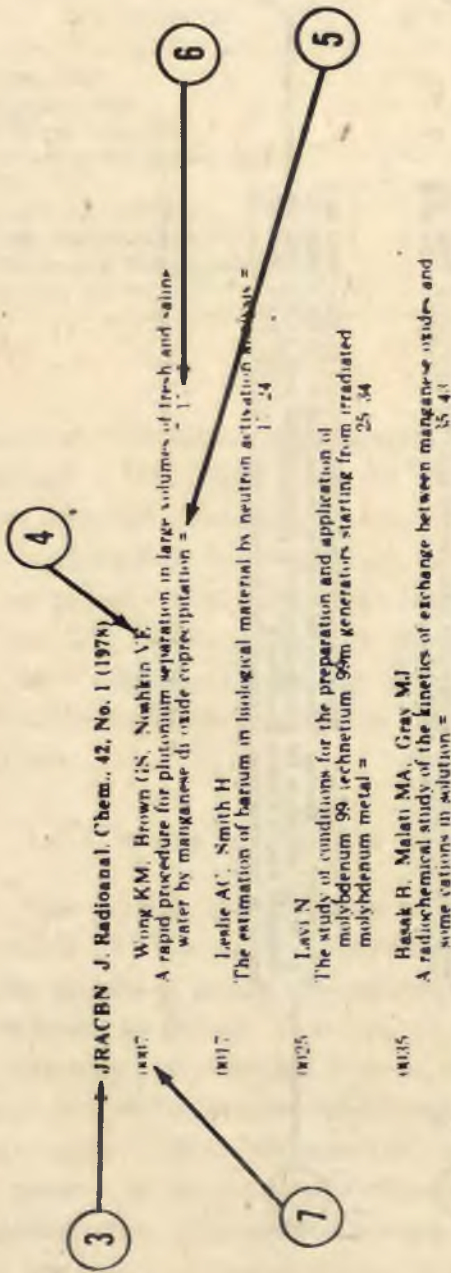 3 JRACBN J. Radioanal. Chem., 42, No. 1 (1978)
4
0007 Wong KM, Brown GS, Noshkin VE
A rapid procedure for plutonium separation in large volumes of fresh and saline
water by manganese dioxide coprecipitation =
6
5
7
0017 Leslie AC, Smith H
The estimation of barium in biological material by neutron activation analysis =
17 24
0025 Lavi N
The study of conditions for the preparation and application of
molybdenum 99 technetium 99m generators starting from irradiated
molybdenum metal = 25 34
0035 Basak B, Malati MA, Gray MJ
A radiochemical study of the kinetics of exchange between manganese oxides and
some cations in solution = 35 43